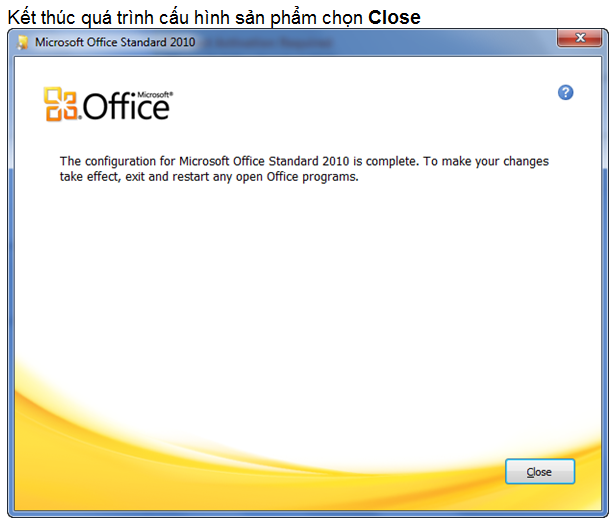 Kết thúc quá trình cấu hình sản phẩm chọn Close
Microsoft Office Standard 2010
Microsoft®
Office
The configuration for Microsoft Office Standard 2010 is complete. To make your changes
take effect, exit and restart any open Office programs.
Close